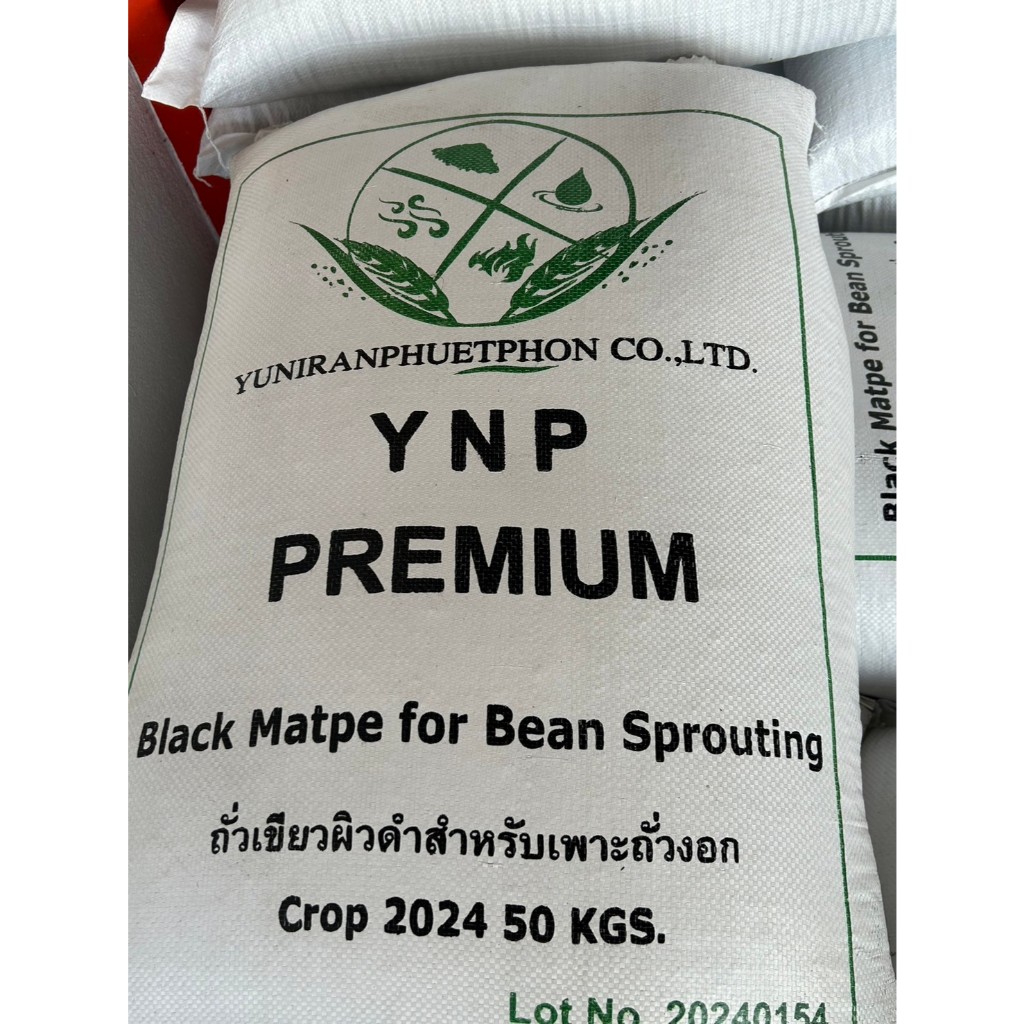 YUNIRANPHUETPHON CO.,LTD.
YNP
PREMIUM
Black Matpe for Bean Sprouting
ถั่วเขียวผิวดำสำหรับเพาะถั่วงอก
Crop 2024 50 KGS.
Lot No. 20240154
Black Matpe for Bean Sprout